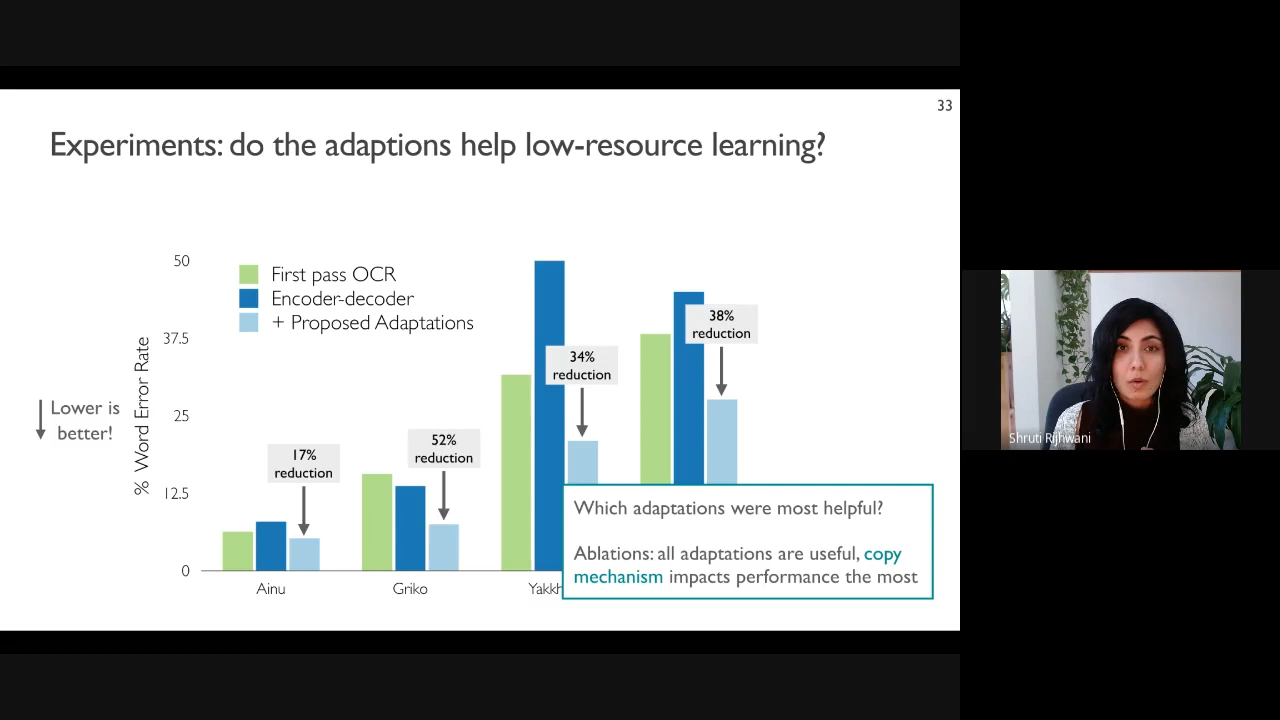 33
Experiments: do the adaptions help low-resource learning?
50
37.5
25
12.5
0
% Word Error Rate
Lower is
better!
First pass OCR
Encoder-decoder
+ Proposed Adaptations
17%
reduction
52%
reduction
34%
reduction
38%
reduction
Ainu
Griko
Yakkh
Which adaptations were most helpful?
Ablations: all adaptations are useful, copy
mechanism impacts performance the most
Shruti Rijhwani